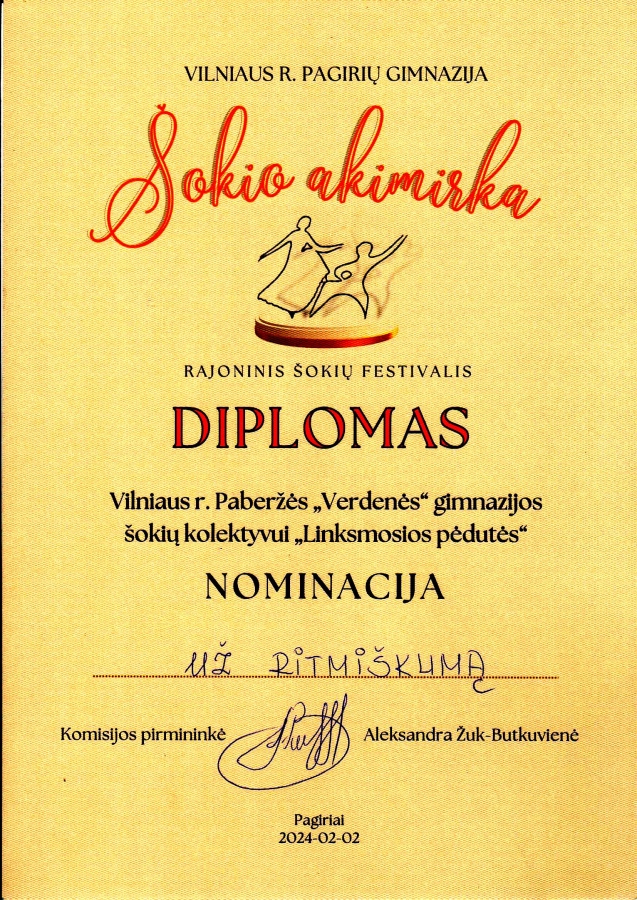 VILNIAUS R. PAGIRIŲ GIMNAZIJA
Šokio akimirka
RAJONINIS ŠOKIŲ FESTIVALIS
DIPLOMAS
Vilniaus r. Paberžės „Verdenės“ gimnazijos
šokių kolektyvui „Linksmosios pėdutės“
NOMINACIJA
UŽ RITMIŠKUMĄ
Komisijos pirmininkė Aleksandra Žuk-Butkuvienė
Pagiriai
2024-02-02